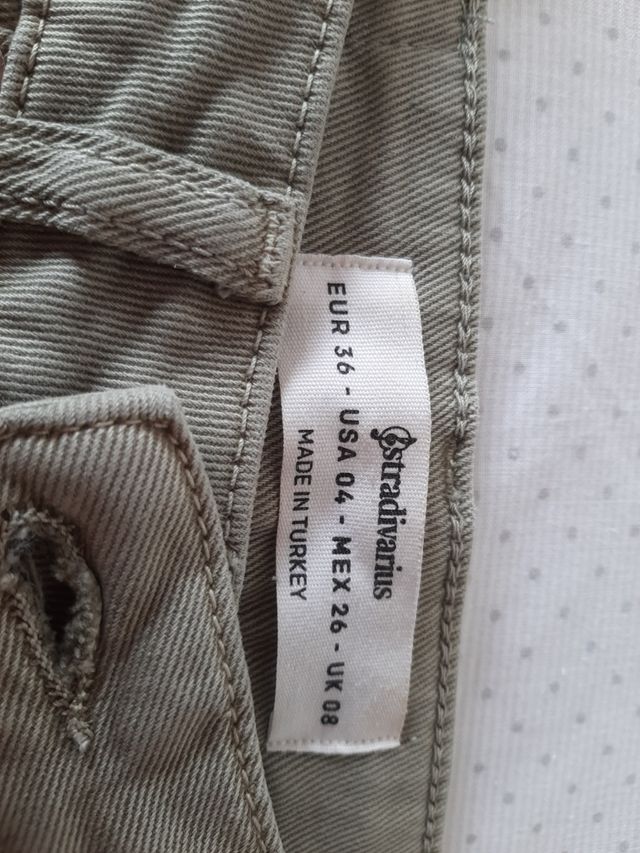 stradivarius
EUR 36 - USA 04 - MEX 26 - UK 08
MADE IN TURKEY